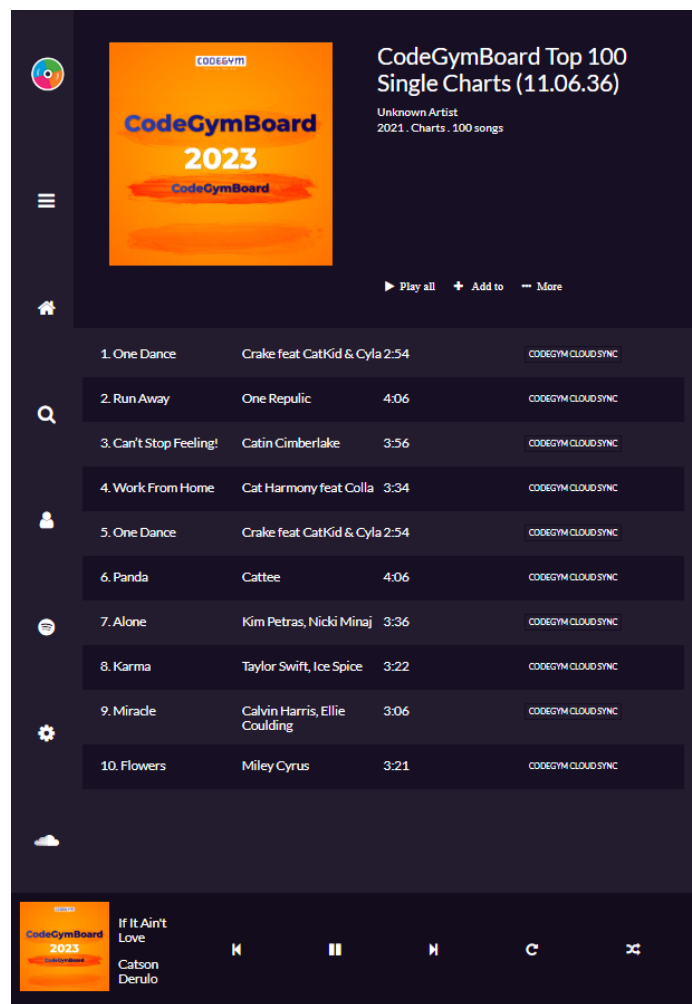 CODEGYM
CodeGymBoard
2023
CodeGymBoard
CodeGymBoard Top 100
Single Charts (11.06.36)
Unknown Artist
2021 . Charts . 100 songs
Play all Add to More
1. One Dance Crake feat CatKid & Cyla 2:54 CODEGYM CLOUD SYNC
2. Run Away One Repulic 4:06 CODEGYM CLOUD SYNC
3. Can't Stop Feeling! Catin Cimberlake 3:56 CODEGYM CLOUD SYNC
4. Work From Home Cat Harmony feat Colla 3:34 CODEGYM CLOUD SYNC
5. One Dance Crake feat CatKid & Cyla 2:54 CODEGYM CLOUD SYNC
6. Panda Cattee 4:06 CODEGYM CLOUD SYNC
7. Alone Kim Petras, Nicki Minaj 3:36 CODEGYM CLOUD SYNC
8. Karma Taylor Swift, Ice Spice 3:22 CODEGYM CLOUD SYNC
9. Miracle Calvin Harris, Ellie 3:06 CODEGYM CLOUD SYNC
Coulding
10. Flowers Miley Cyrus 3:21 CODEGYM CLOUD SYNC
CODEGYM
CodeGymBoard
2023
CodeGymBoard
If It Ain't
Love
Catson
Derulo